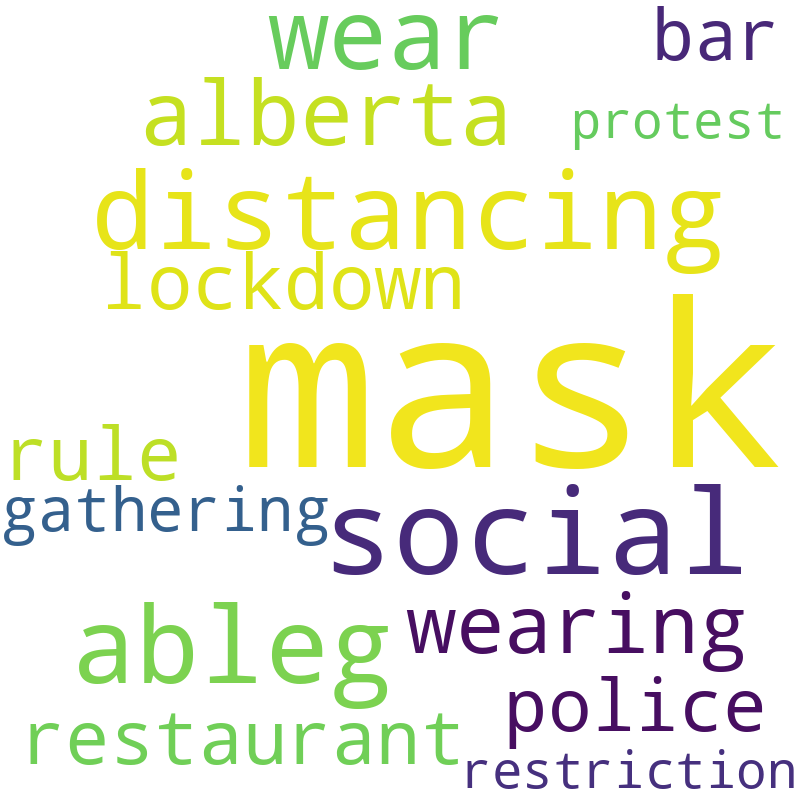 wear bar
alberta protest
distancing
lockdown
mask
rule
gathering social
ableg wearing
restaurant police
restriction